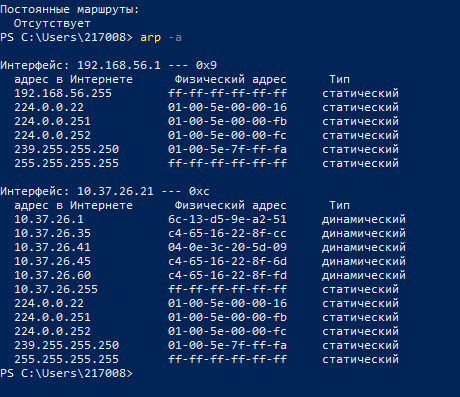 Постоянные маршруты:
  Отсутствует
PS C:\Users\217008> arp -a

Интерфейс: 192.168.56.1 --- 0x9
  адрес в Интернете      Физический адрес      Тип
  192.168.56.255        ff-ff-ff-ff-ff-ff     статический
  224.0.0.22            01-00-5e-00-00-16     статический
  224.0.0.251           01-00-5e-00-00-fb     статический
  224.0.0.252           01-00-5e-00-00-fc     статический
  239.255.255.250       01-00-5e-7f-ff-fa     статический
  255.255.255.255       ff-ff-ff-ff-ff-ff     статический

Интерфейс: 10.37.26.21 --- 0xc
  адрес в Интернете      Физический адрес      Тип
  10.37.26.1            6c-13-d5-9e-a2-51     динамический
  10.37.26.35           c4-65-16-22-8f-cc     динамический
  10.37.26.41           04-0e-3c-20-5d-09     динамический
  10.37.26.45           c4-65-16-22-8f-6d     динамический
  10.37.26.60           c4-65-16-22-8f-fd     динамический
  10.37.26.255          ff-ff-ff-ff-ff-ff     статический
  224.0.0.22            01-00-5e-00-00-16     статический
  224.0.0.251           01-00-5e-00-00-fb     статический
  224.0.0.252           01-00-5e-00-00-fc     статический
  239.255.255.250       01-00-5e-7f-ff-fa     статический
  255.255.255.255       ff-ff-ff-ff-ff-ff     статический
PS C:\Users\217008>